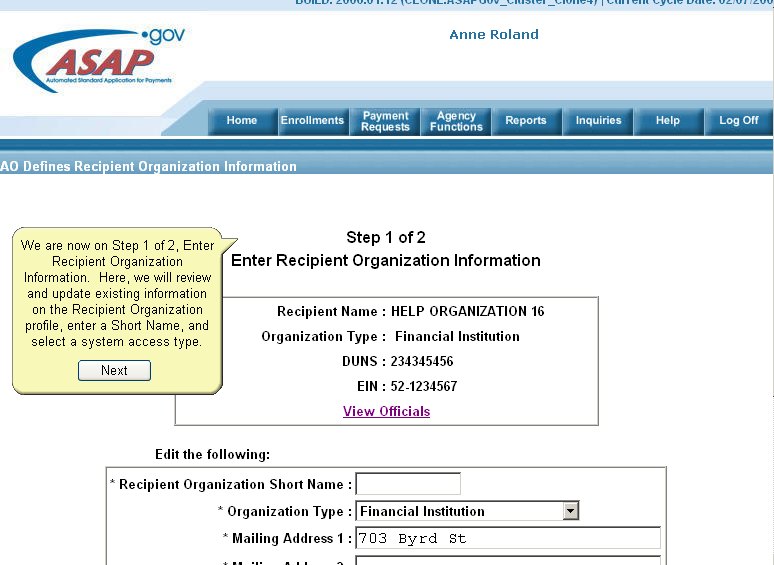 BUILD: 2006.01.12 (CLONE:ASAPGov_Cluster_Clone4) | Current Cycle Date: 02/07/200
ASAP.gov
Automated Standard Application for Payments
Anne Roland
Home
Enrollments
Payment
Requests
Agency
Functions
Reports
Inquiries
Help
Log Off
AO Defines Recipient Organization Information
We are now on Step 1 of 2, Enter
Recipient Organization
Information. Here, we will review
and update existing information
on the Recipient Organization
profile, enter a Short Name, and
select a system access type.
Next
Step 1 of 2
Enter Recipient Organization Information
Recipient Name : HELP ORGANIZATION 16
Organization Type : Financial Institution
DUNS : 234345456
EIN : 52-1234567
View Officials
Edit the following:
* Recipient Organization Short Name :
* Organization Type : Financial Institution
* Mailing Address 1 : 703 Byrd St